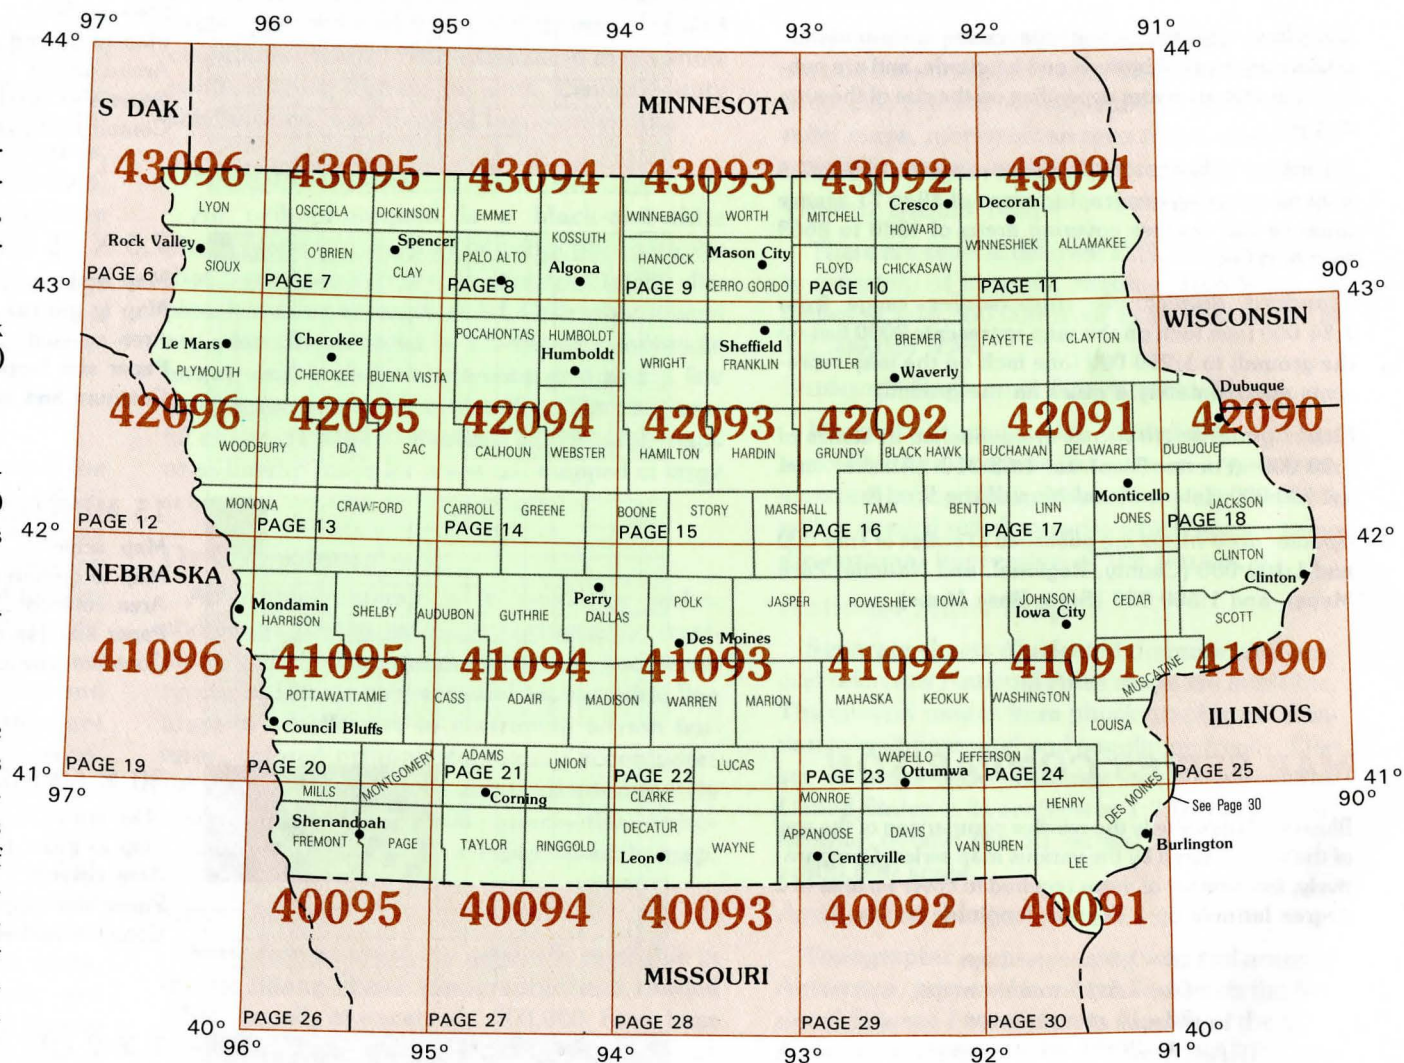 97° 96° 95° 94° 93° 92° 91°
44° 44°
S DAK MINNESOTA
43096 43095 43094 43093 43092 43091
LYON OSCEOLA DICKINSON EMMET WINNEBAGO WORTH MITCHELL Cresco Decorah
HOWARD
KOSSUTH WINNESHIEK ALLAMAKEE
Rock Valley Spencer
SIOUX O'BRIEN CLAY PALO ALTO Algona HANCOCK Mason City FLOYD CHICKASAW
PAGE 6 PAGE 7 PAGE 8 PAGE 9 CERRO GORDO PAGE 10 PAGE 11
90°
43° 43°
WISCONSIN
Le Mars Cherokee POCAHONTAS HUMBOLDT Sheffield BREMER FAYETTE CLAYTON
Humboldt WRIGHT FRANKLIN BUTLER
PLYMOUTH CHEROKEE BUENA VISTA Waverly
Dubuque
42096 42095 42094 42093 42092 42091 42090
WOODBURY IDA SAC CALHOUN WEBSTER HAMILTON HARDIN GRUNDY BLACK HAWK BUCHANAN DELAWARE DUBUQUE
Monticello
MONONA CRAWFORD CARROLL GREENE BOONE STORY MARSHALL TAMA BENTON LINN JONES JACKSON
PAGE 12 PAGE 13 PAGE 14 PAGE 15 PAGE 16 PAGE 17 PAGE 18
42° 42°
CLINTON
NEBRASKA Clinton
Mondamin Perry
HARRISON SHELBY AUDUBON GUTHRIE DALLAS POLK JASPER POWESHIEK IOWA JOHNSON CEDAR
Iowa City SCOTT
Des Moines
41096 41095 41094 41093 41092 41091 41090
MUSCATINE
POTTAWATTAMIE CASS ADAIR MADISON WARREN MARION MAHASKA KEOKUK WASHINGTON
LOUISA ILLINOIS
Council Bluffs
PAGE 19 PAGE 20 MONTGOMERY ADAMS PAGE 21 UNION PAGE 22 LUCAS PAGE 23 WAPELLO JEFFERSON PAGE 24 PAGE 25
41° 41°
97° 90°
MILLS Corning CLARKE MONROE Ottumwa HENRY DES MOINES See Page 30
Shenandoah
FREMONT PAGE TAYLOR RINGGOLD DECATUR WAYNE APPANOOSE DAVIS VAN BUREN LEE Burlington
Leon Centerville
40095 40094 40093 40092 40091
MISSOURI
PAGE 26 PAGE 27 PAGE 28 PAGE 29 PAGE 30
40° 40°
96° 95° 94° 93° 92° 91°